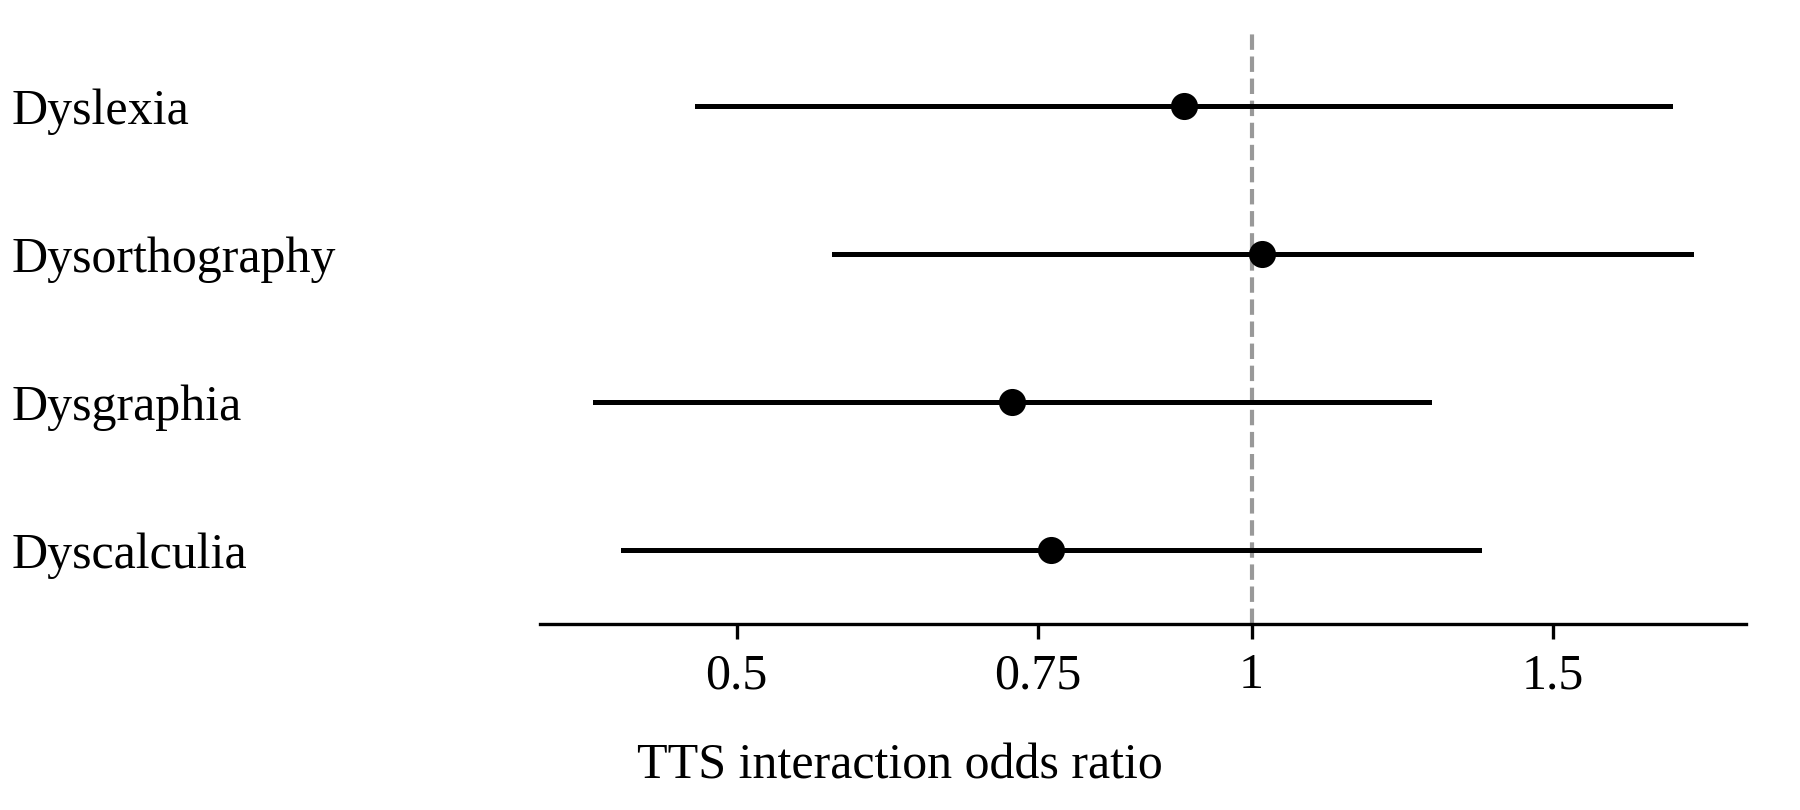 Dyslexia
Dysorthography
Dysgraphia
Dyscalculia
0.5 0.75 1 1.5
TTS interaction odds ratio